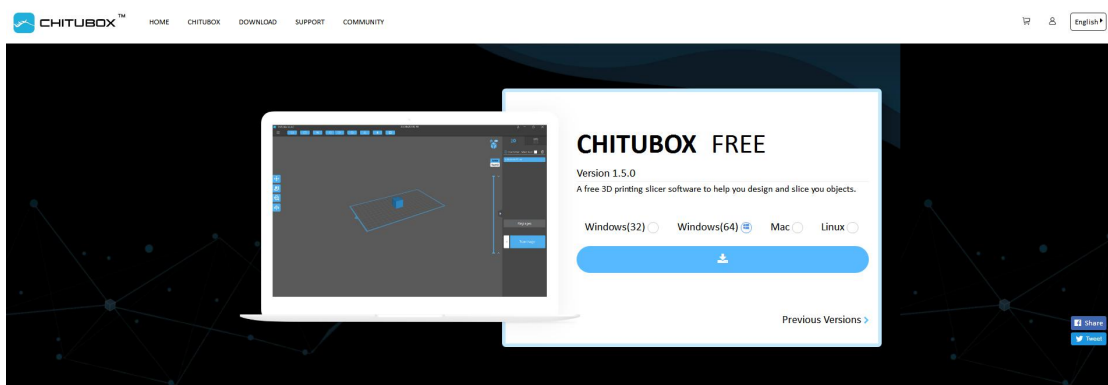 CHITUBOX™
HOME CHITUBOX DOWNLOAD SUPPORT COMMUNITY
English
CHITUBOX FREE
Version 1.5.0
A free 3D printing slicer software to help you design and slice you objects.
Windows(32) Windows(64) Mac Linux
Previous Versions >
Share
Tweet